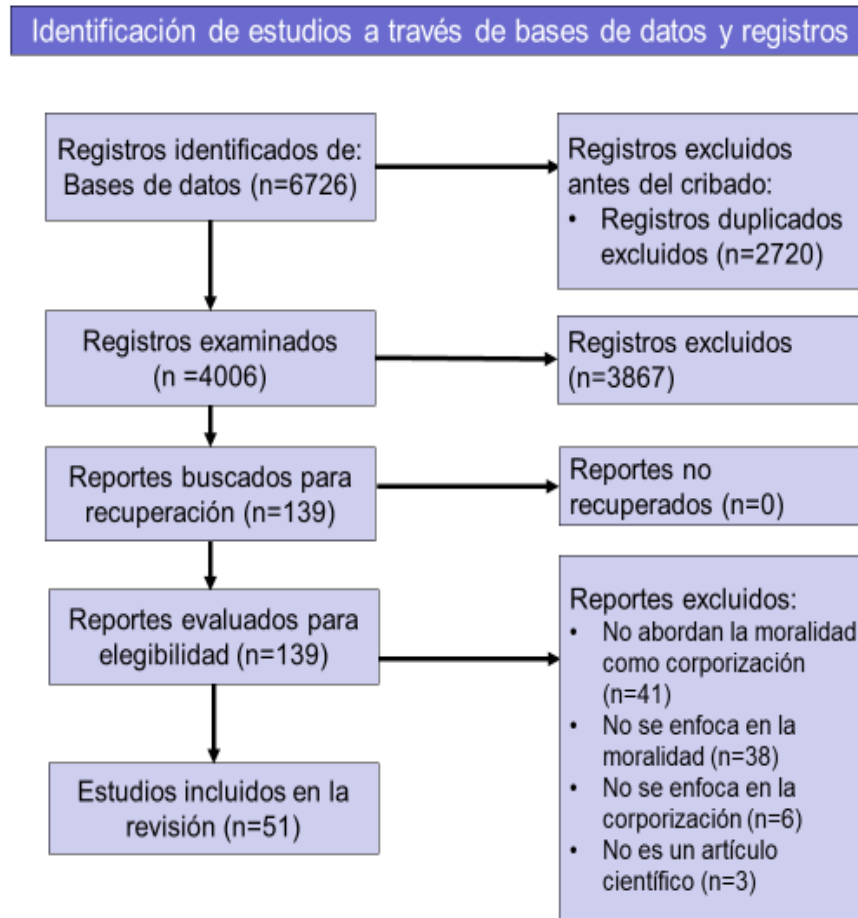 Identificación de estudios a través de bases de datos y registros
Registros identificados de:
Bases de datos (n=6726)
Registros excluidos
antes del cribado:
• Registros duplicados
excluidos (n=2720)
Registros examinados
(n =4006)
Registros excluidos
(n=3867)
Reportes buscados para
recuperación (n=139)
Reportes no
recuperados (n=0)
Reportes evaluados para
elegibilidad (n=139)
Reportes excluidos:
• No abordan la moralidad
como corporización
(n=41)
• No se enfoca en la
moralidad (n=38)
• No se enfoca en la
corporización (n=6)
• No es un artículo
científico (n=3)
Estudios incluidos en la
revisión (n=51)